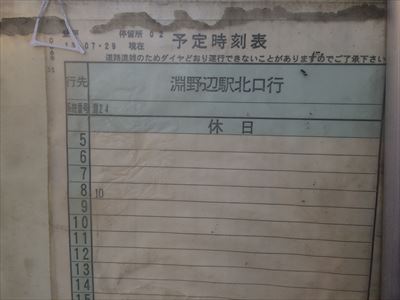 停留所 02
07-29 現在
予定時刻表
道路混雑のためダイヤどおり運行できないことがありますのでご了承下さい
行先 淵野辺駅北口行
系統番号 淵24
休日
5
6
7
8 10
9
10
11
12
13
14
15